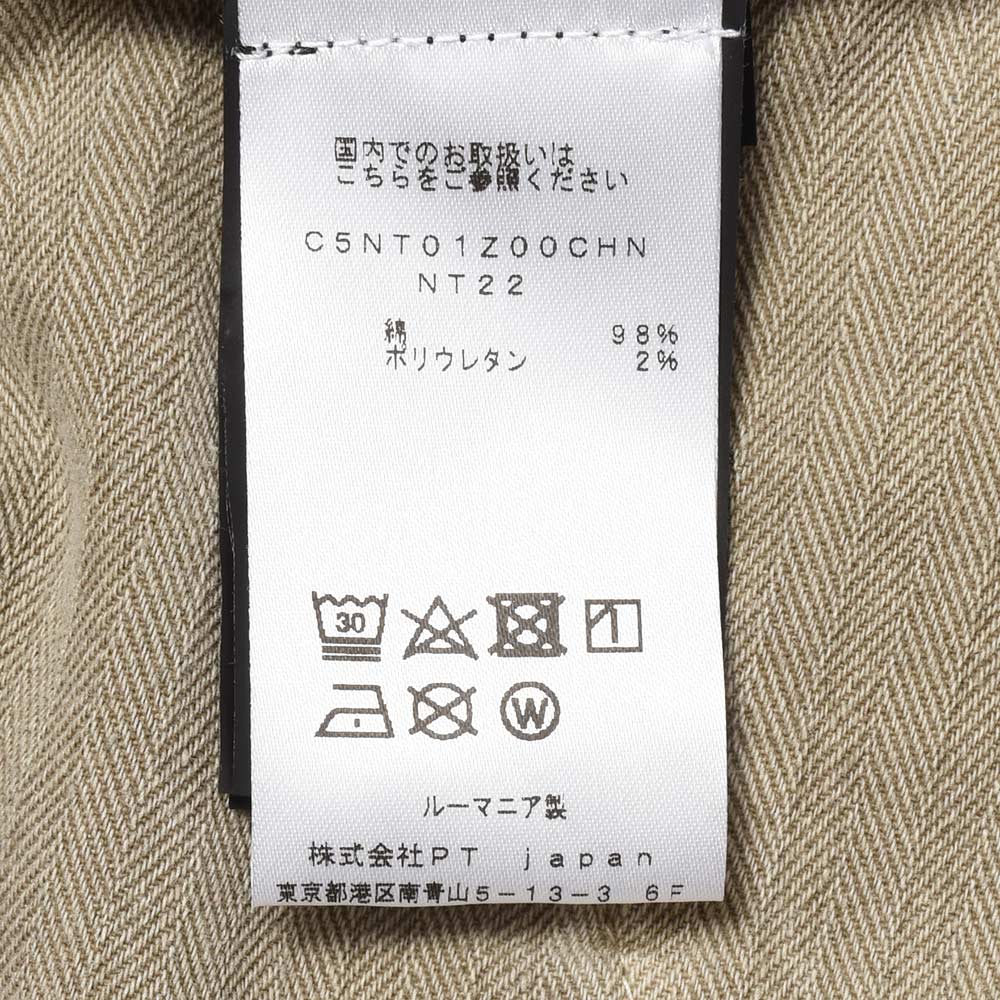 国内でのお取扱いは
こちらをご参照ください
C5NT01Z00CHN
NT22
綿 98%
ポリウレタン 2%
30
W
ルーマニア製
株式会社PT japan
東京都港区南青山5-13-3 6F